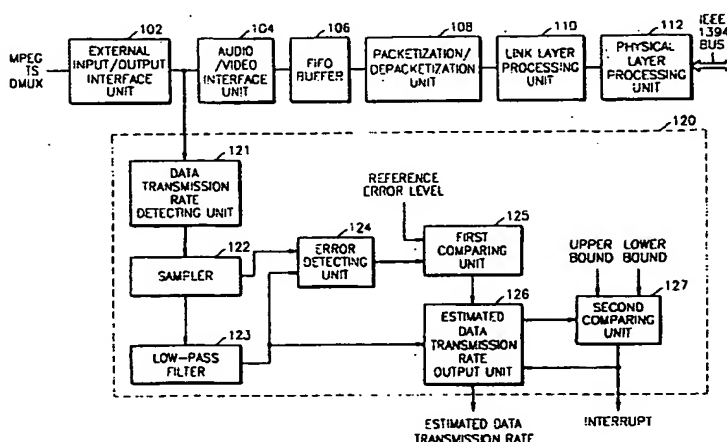 MPEG
TS
DMUX
102
EXTERNAL
INPUT/OUTPUT
INTERFACE
UNIT
104
AUDIO
/VIDEO
INTERFACE
UNIT
106
FIFO
BUFFER
108
PACKETIZATION/
DEPACKETIZATION
UNIT
110
LINK LAYER
PROCESSING
UNIT
112
PHYSICAL
LAYER
PROCESSING
UNIT
IEEE
1394
BUS
120
121
DATA
TRANSMISSION
RATE
DETECTING UNIT
122
SAMPLER
123
LOW-PASS
FILTER
124
ERROR
DETECTING
UNIT
REFERENCE
ERROR LEVEL
125
FIRST
COMPARING
UNIT
126
ESTIMATED
DATA
TRANSMISSION
RATE
OUTPUT UNIT
UPPER
BOUND
LOWER
BOUND
127
SECOND
COMPARING
UNIT
ESTIMATED DATA
TRANSMISSION RATE
INTERRUPT